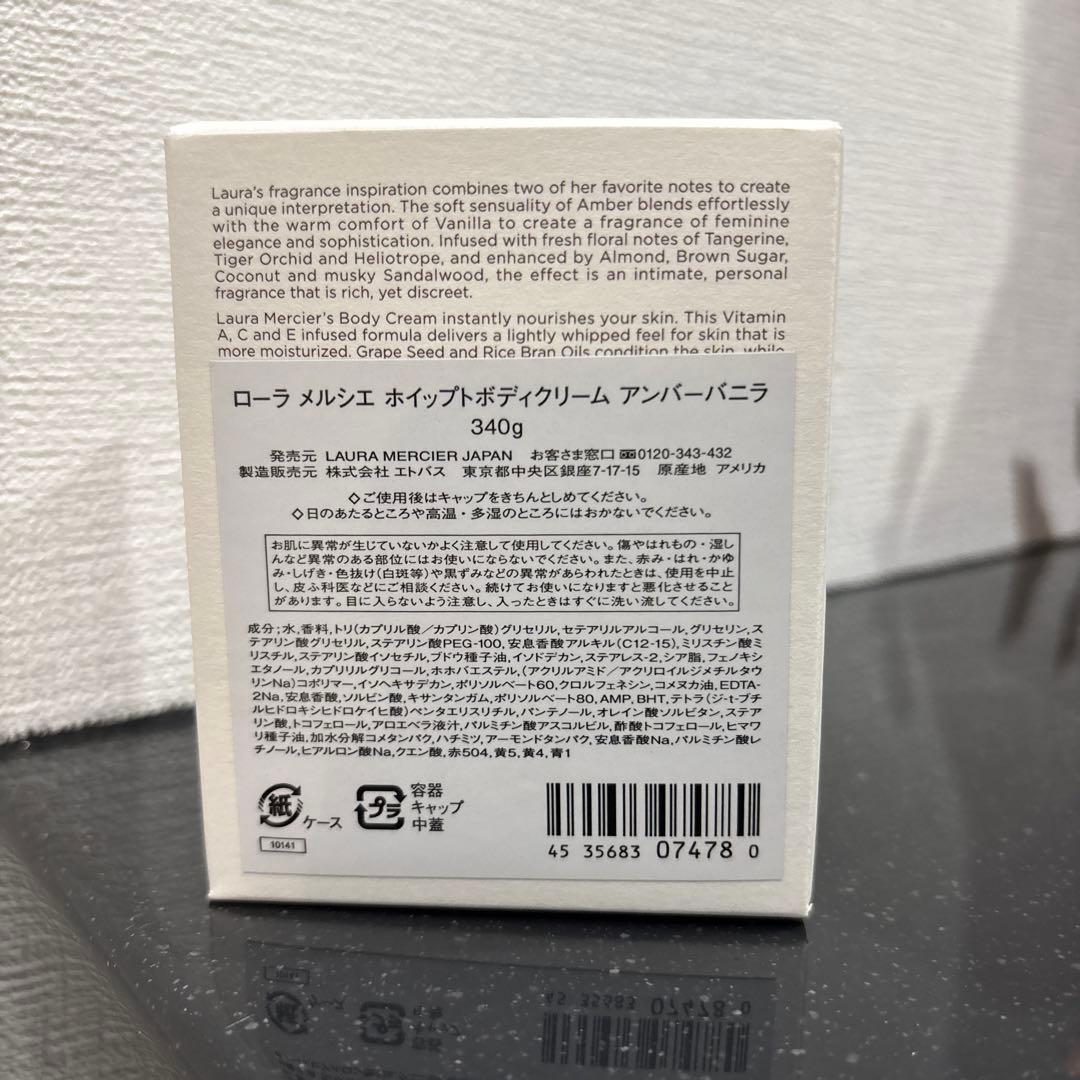 Laura's fragrance inspiration combines two of her favorite notes to create
a unique interpretation. The soft sensuality of Amber blends effortlessly
with the warm comfort of Vanilla to create a fragrance of feminine
elegance and sophistication. Infused with fresh floral notes of Tangerine,
Tiger Orchid and Heliotrope, and enhanced by Almond, Brown Sugar,
Coconut and musky Sandalwood, the effect is an intimate, personal
fragrance that is rich, yet discreet.
Laura Mercier's Body Cream instantly nourishes your skin. This Vitamin
A, C and E infused formula delivers a lightly whipped feel for skin that is
more moisturized. Grape Seed and Rice Bran Oils condition the skin, while
ローラ メルシエ ホイップトボディクリーム アンバーバニラ
340g
発売元 LAURA MERCIER JAPAN お客さま窓口 0120-343-432
製造販売元 株式会社 エトバス 東京都中央区銀座7-17-15 原産地 アメリカ
◇ご使用後はキャップをきちんとしめてください。
◇日のあたるところや高温・多湿のところにはおかないでください。
お肌に異常が生じていないかよく注意して使用してください。傷やはれもの・湿し
んなど異常のある部位にはお使いにならないでください。また、赤み・はれ・かゆ
み・しげき・色抜け(白斑等)や黒ずみなどの異常があらわれたときは、使用を中止
し、皮ふ科医などにご相談ください。続けてお使いになりますと悪化させること
があります。目に入らないよう注意し、入ったときはすぐに洗い流してください。
成分;水,香料,トリ(カプリル酸/カプリン酸)グリセリル,セテアリルアルコール,グリセリン,ス
テアリン酸グリセリル,ステアリン酸PEG-100,安息香酸アルキル(C12-15),ミリスチン酸ミ
リスチル,ステアリン酸イソセチル,ブドウ種子油,イソドデカン,ステアレス-2,シア脂,フェノキシ
エタノール,カプリリルグリコール,ホホバエステル,(アクリルアミド/アクリロイルジメチルタウ
リンNa)コポリマー,イソヘキサデカン,ポリソルベート60,クロルフェネシン,コメヌカ油,EDTA-
2Na,安息香酸,ソルビン酸,キサンタンガム,ポリソルベート80,AMP,BHT,テトラ(ジ-t-ブチ
ルヒドロキシヒドロケイヒ酸)ペンタエリスリチル,パンテノール,オレイン酸ソルビタン,ステア
リン酸,トコフェロール,アロエベラ液汁,パルミチン酸アスコルビル,酢酸トコフェロール,ヒマワ
リ種子油,加水分解コメタンパク,ハチミツ,アーモンドタンパク,安息香酸Na,パルミチン酸レ
チノール,ヒアルロン酸Na,クエン酸,赤504,黄5,黄4,青1
紙 ケース
プラ 容器
キャップ
中蓋
10141
45 35683 07478 0